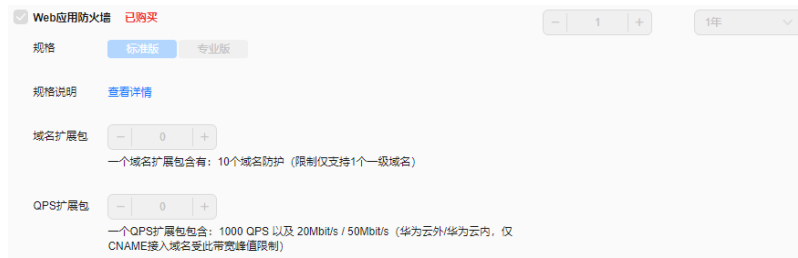 Web应用防火墙 已购买 - 1 + 1年
规格 标准版 专业版
规格说明 查看详情
域名扩展包 - 0 +
一个域名扩展包含有：10个域名防护（限制仅支持1个一级域名）
QPS扩展包 - 0 +
一个QPS扩展包包含：1000 QPS 以及 20Mbit/s / 50Mbit/s（华为云外/华为云内，仅
CNAME接入域名受此带宽峰值限制）